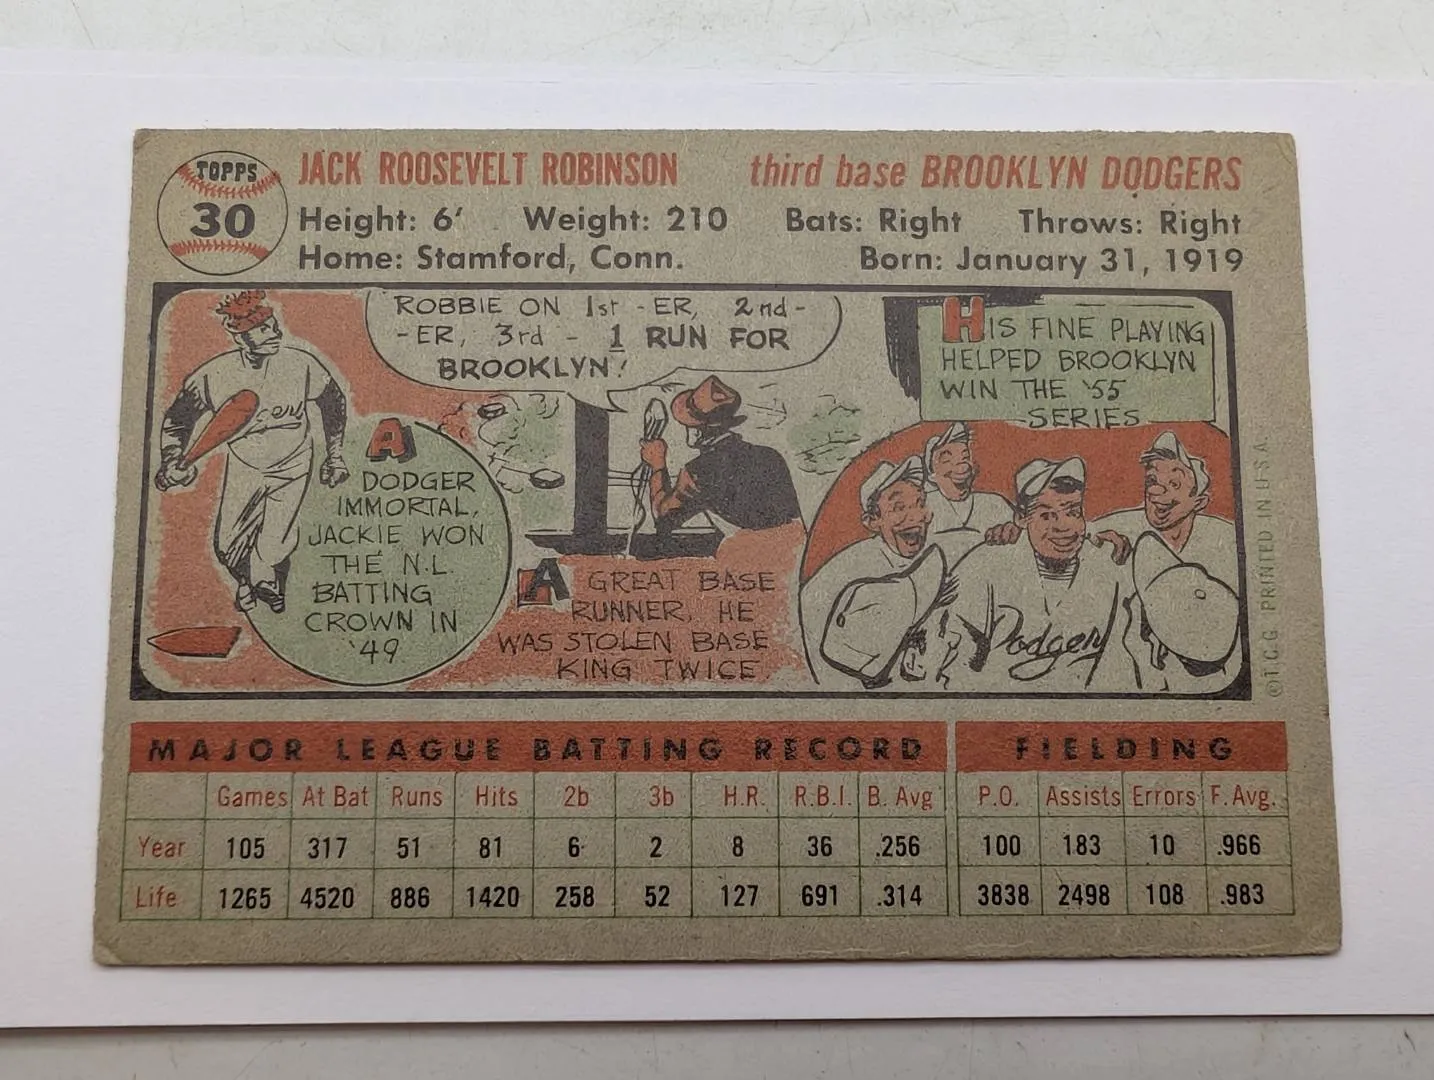 TOPPS
30
JACK ROOSEVELT ROBINSON third base BROOKLYN DODGERS
Height: 6' Weight: 210 Bats: Right Throws: Right
Home: Stamford, Conn. Born: January 31, 1919
ROBBIE ON 1st -ER, 2nd-
-ER, 3rd - 1 RUN FOR
BROOKLYN!
HIS FINE PLAYING
HELPED BROOKLYN
WIN THE '55
SERIES
A
DODGER
IMMORTAL,
JACKIE WON
THE N.L.
BATTING
CROWN IN
'49
A GREAT BASE
RUNNER, HE
WAS STOLEN BASE
KING TWICE.
Dodgers
©T.C.G. PRINTED IN U.S.A.
MAJOR LEAGUE BATTING RECORD FIELDING
Games At Bat Runs Hits 2b 3b H.R. R.B.I. B. Avg P.O. Assists Errors F. Avg.
Year 105 317 51 81 6 2 8 36 .256 100 183 10 .966
Life 1265 4520 886 1420 258 52 127 691 .314 3838 2498 108 .983